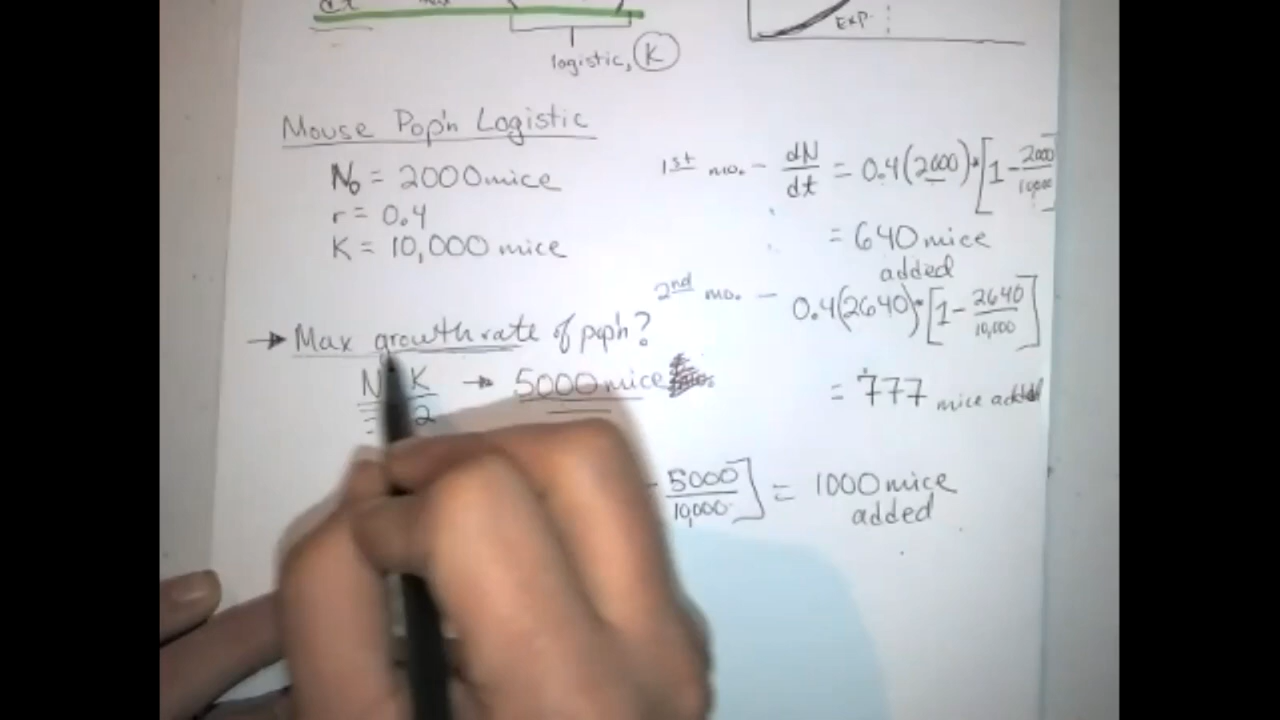 dt
logistic, K
Exp.
Mouse Pop'n Logistic
N₀ = 2000 mice
r = 0.4
K = 10,000 mice
→ Max growth rate of pop'n?
N K → 5000 mice
2
1st mo. - dN/dt = 0.4(2000)•[1 - 2000/10,000]
= 640 mice
added
2nd mo. - 0.4(2640)•[1 - 2640/10,000]
= 777 mice added
- 5000/10,000] = 1000 mice
added